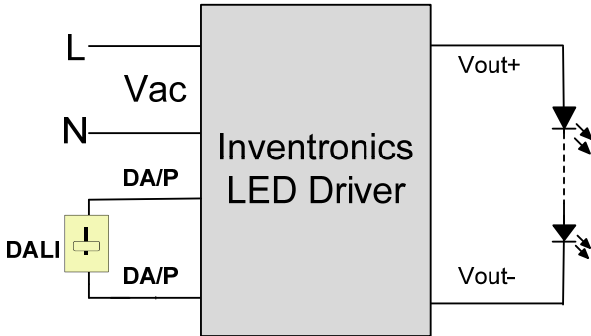 L
Vac
N
DA/P
DALI
DA/P
Inventronics
LED Driver
Vout+
Vout-